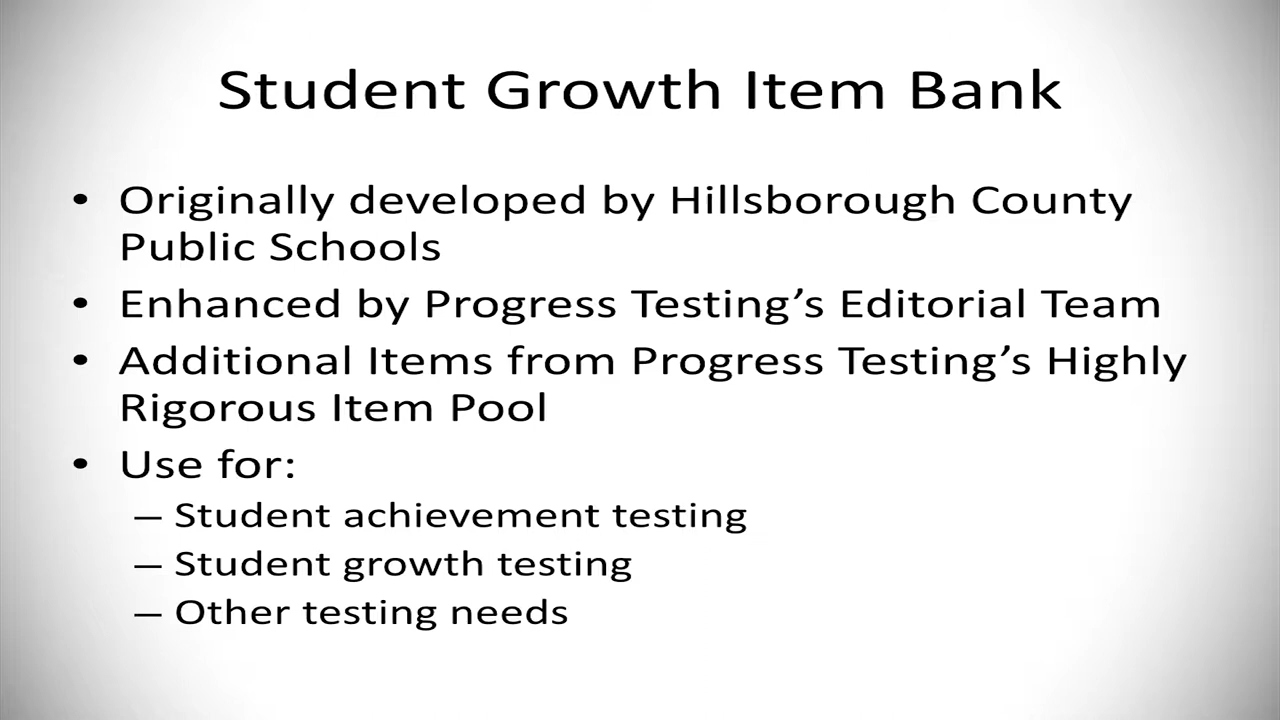 Student Growth Item Bank
• Originally developed by Hillsborough County
Public Schools
• Enhanced by Progress Testing’s Editorial Team
• Additional Items from Progress Testing’s Highly
Rigorous Item Pool
• Use for:
– Student achievement testing
– Student growth testing
– Other testing needs